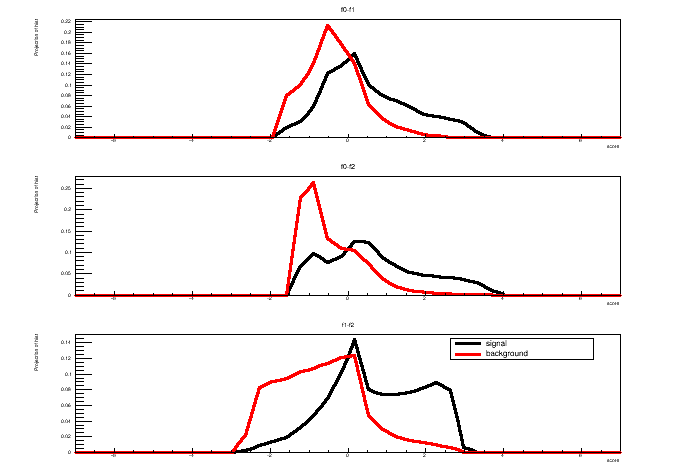 f0-f1
Projection of hist
0.22
0.2
0.18
0.16
0.14
0.12
0.1
0.08
0.06
0.04
0.02
0
-6 -4 -2 0 2 4 6
score
f0-f2
Projection of hist
0.25
0.2
0.15
0.1
0.05
0
-6 -4 -2 0 2 4 6
score
f1-f2
Projection of hist
0.14
0.12
0.1
0.08
0.06
0.04
0.02
0
signal
background
-6 -4 -2 0 2 4 6
score